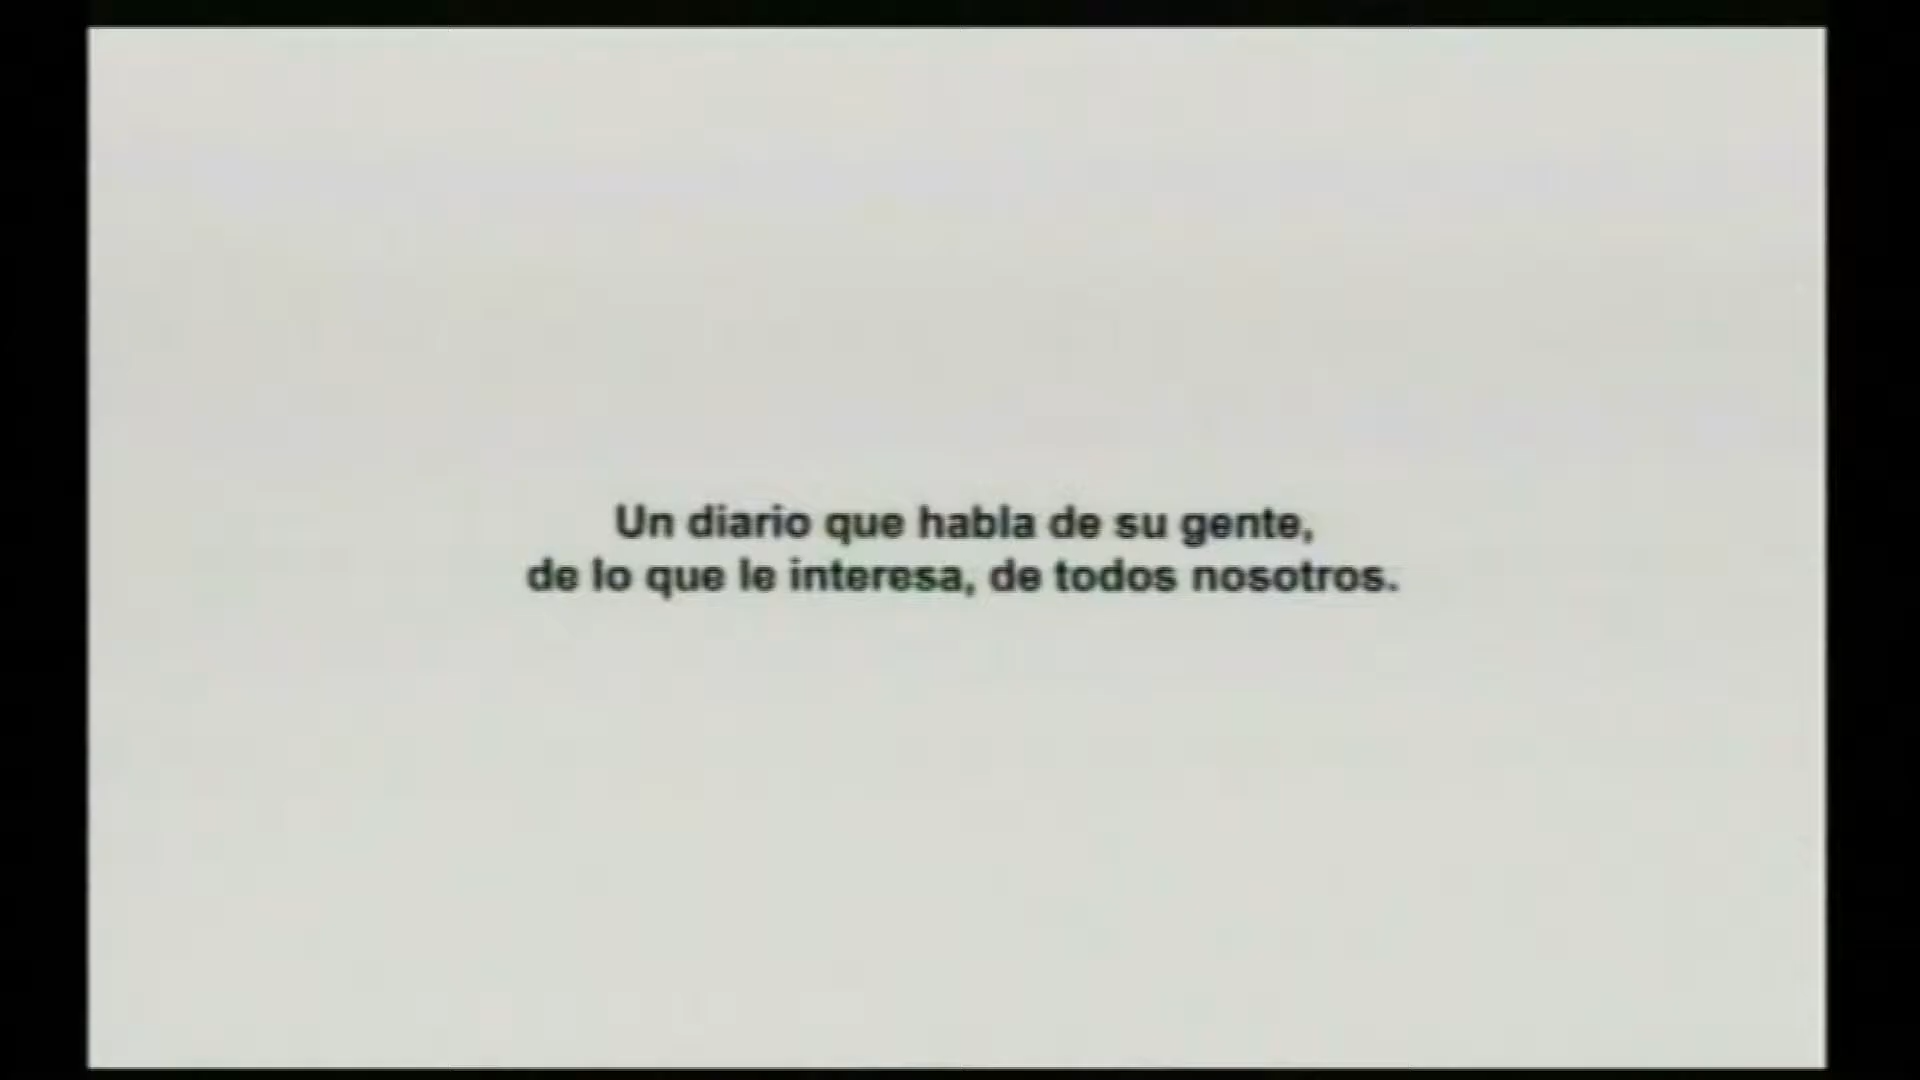 Un diario que habla de su gente,
de lo que le interesa, de todos nosotros.